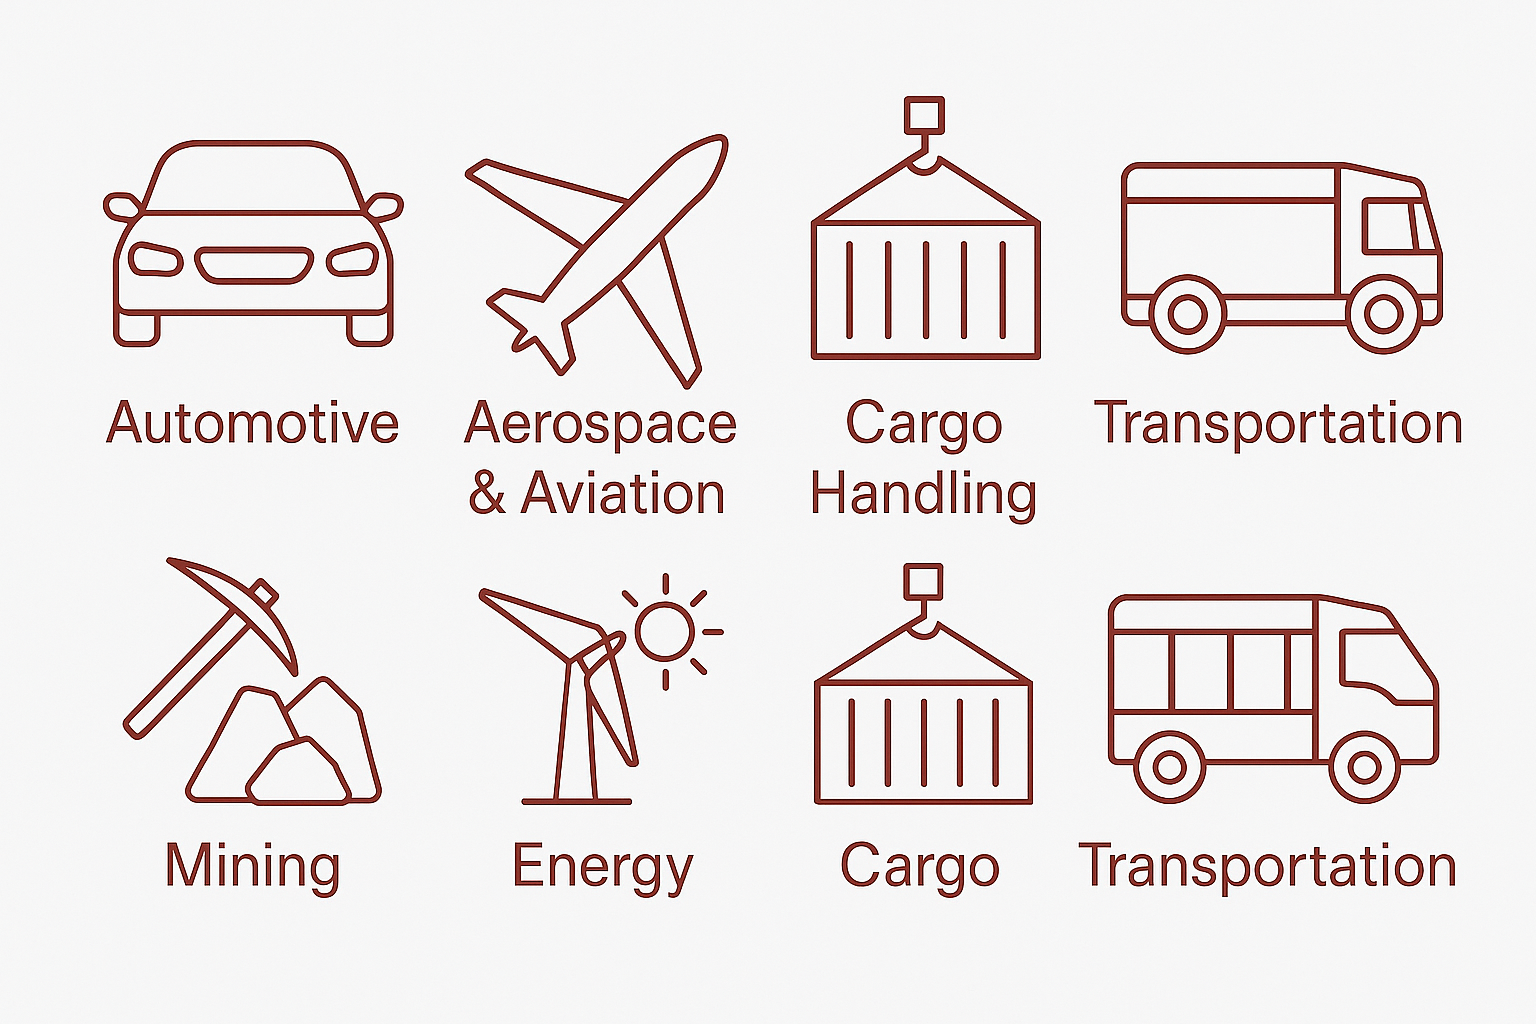 Automotive
Aerospace
& Aviation
Cargo
Handling
Transportation
Mining
Energy
Cargo
Transportation